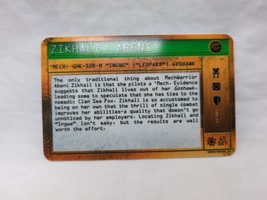 ZIKHALI, ABENI
'MECH: GHK-5DD-M "INGWE" ("LEOPARD") GOSHAWK
The only traditional thing about MechWarrior
Abeni Zikhali is that she pilots a 'Mech. Evidence
suggests that Zikhali lives out of her Goshawk,
leading some to speculate that she has ties to the
nomadic Clan Sea Fox. Zikhali is so accustomed to
being on her own that the thrill of single combat
improves her abilities-a quality that doesn't go
unnoticed by her employers. Locating Zikhali and
"Ingwe" isn't easy, but the results are well
worth the effort.